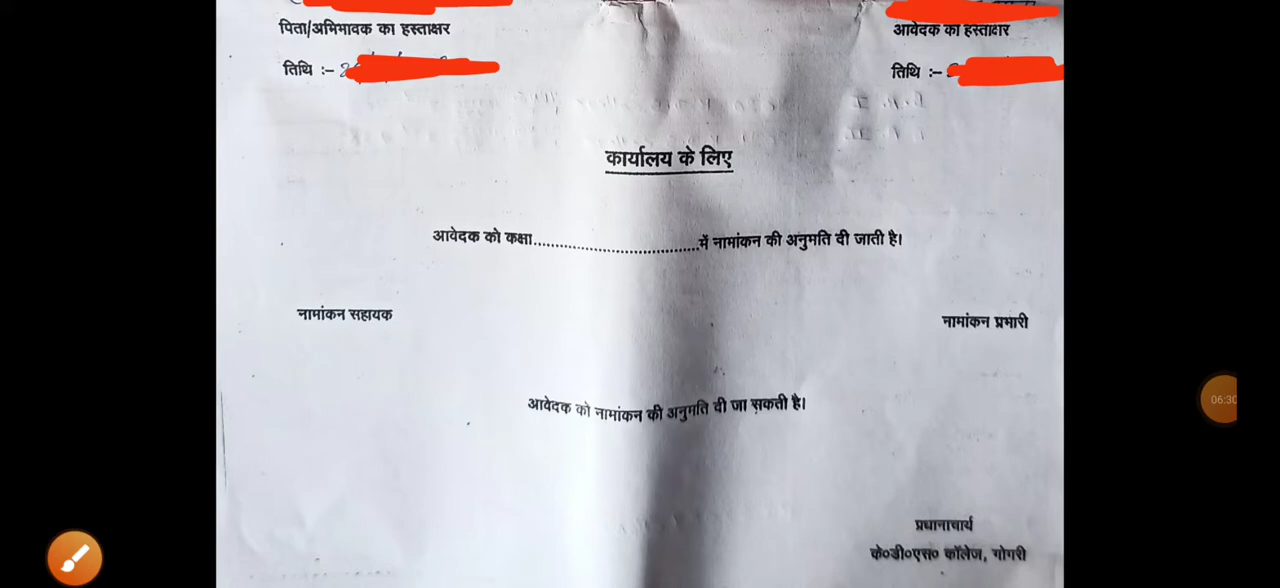 पिता/अभिभावक का हस्ताक्षर
आवेदक का हस्ताक्षर
तिथि :-
तिथि :-
कार्यालय के लिए
आवेदक को कक्षा.......................................में नामांकन की अनुमति दी जाती है।
नामांकन सहायक
नामांकन प्रभारी
आवेदक को नामांकन की अनुमति दी जा सकती है।
प्रधानाचार्य
के०डी०एस० कॉलेज, गोगरी
06:30